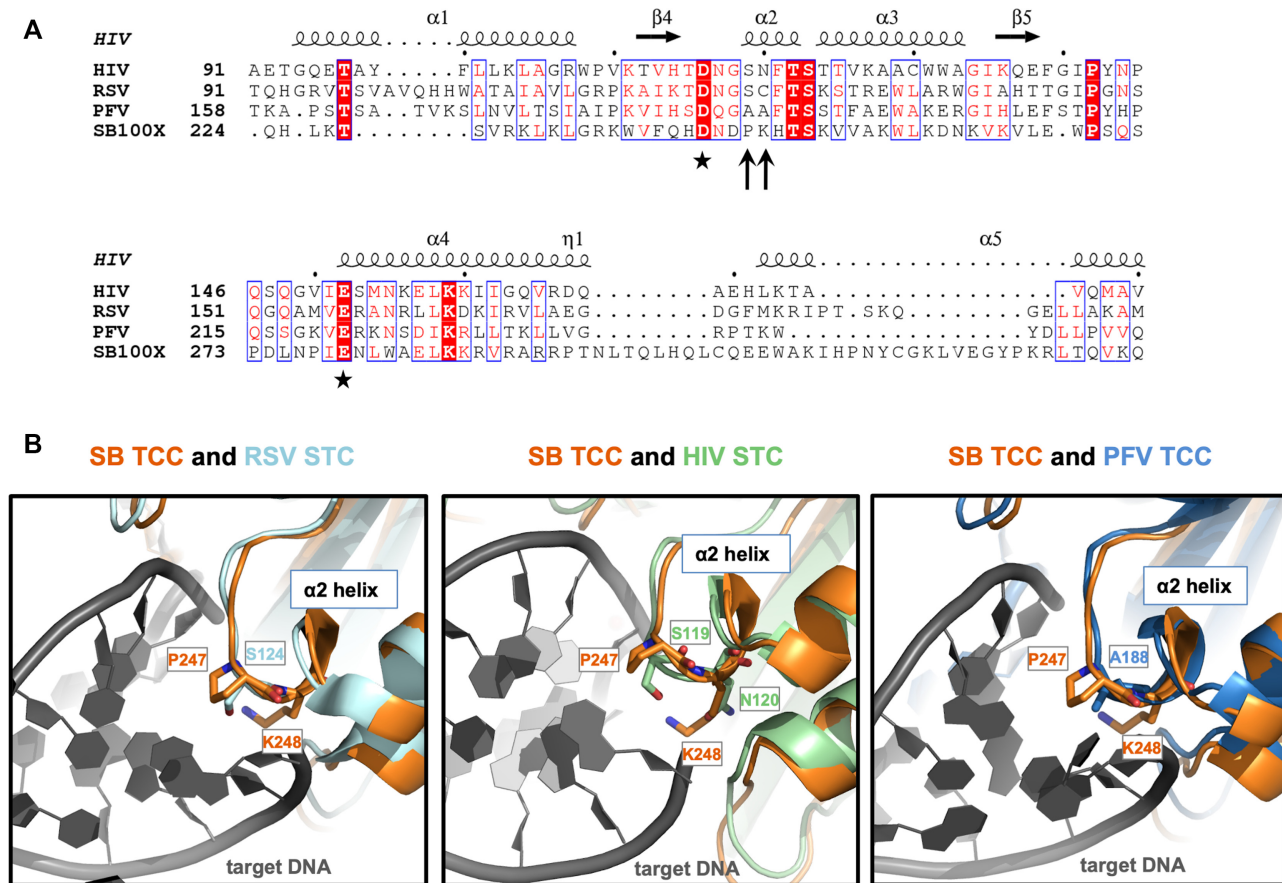 A
HIV α1 β4 α2 α3 β5
HIV 91 AETGQETAY.....FLLKLAGRWPVKTVHTDNGSNFTSTTVKAACWWAGIKQEFGIPYNP
RSV 91 TQHGRVTSVAVQHHWATAIAVLGRPKAIKTDNGSCFTSKSTREWLARWGIAHTTGIPGNS
PFV 158 TKA.PSTSA.TVKSLNVLTSIAIPKVIHSDQGAAFTSTFAEWAKERGIHLEFSTPYHP
SB100X 224 .QH.LKT........SVRKLKLGRKWVFQHDNDPKHTSKVVAKWLKDNKVKVLE.WPSQS
HIV α4 η1 α5
HIV 146 QSQGVIESMNKELKKIIGQVRDQ........AEHLKTA.................VQMAV
RSV 151 QGQAMVERANRLLKDKIRVLAEG........DGFMKRIPT.SKQ........GELLAKAM
PFV 215 QSSGKVERKNSDIKRLLTKLLVG........RPTKW................YDLLPVVQ
SB100X 273 PDLNPIENLWAELKKRVRARRPTNLTQLHQLCQEEWAKIHPNYCGKLVEGYPKRLTQVKQ
B
SB TCC and RSV STC
α2 helix
P247
S124
K248
target DNA
SB TCC and HIV STC
α2 helix
S119
P247
N120
K248
target DNA
SB TCC and PFV TCC
α2 helix
P247
A188
K248
target DNA